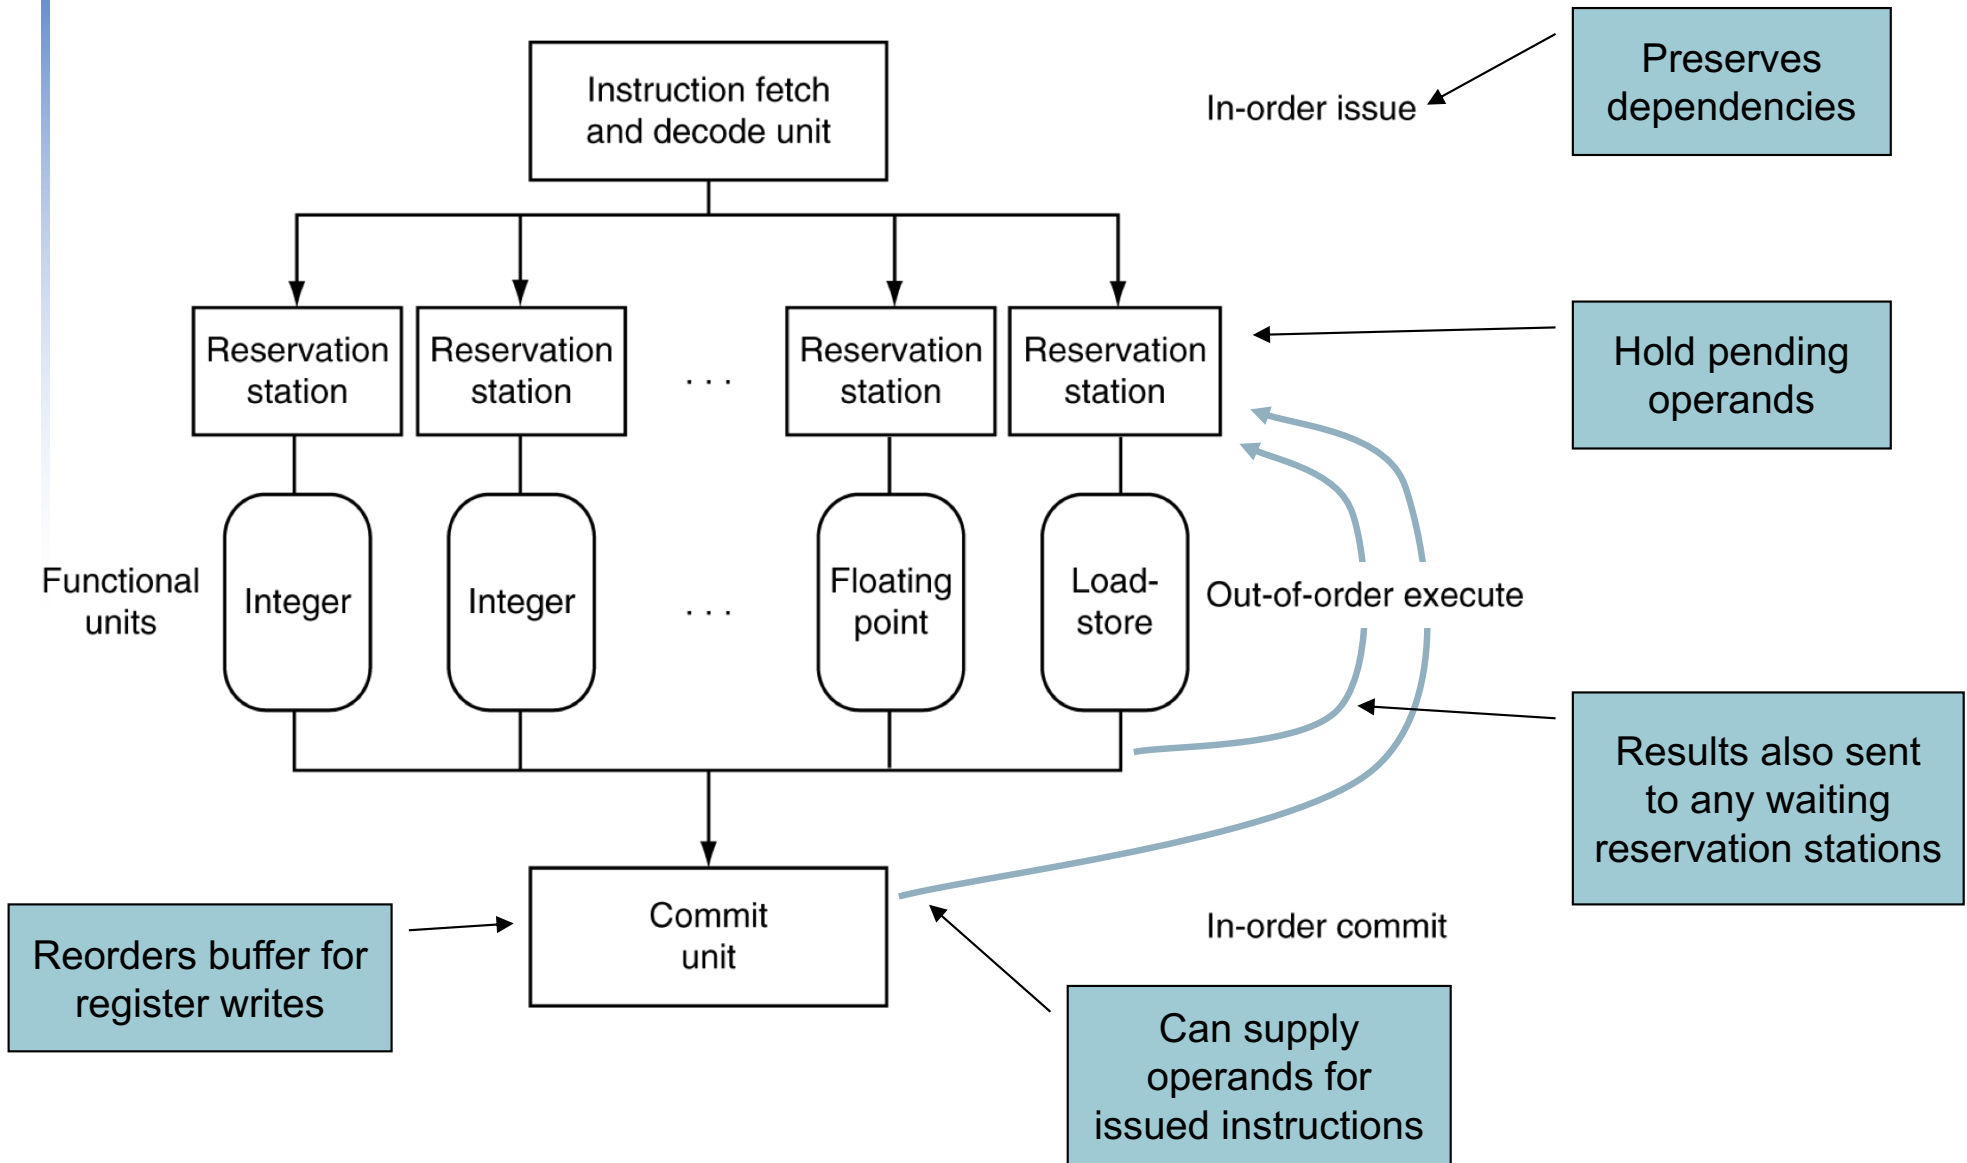 Instruction fetch
and decode unit
In-order issue
Preserves
dependencies
Reservation
station
Reservation
station
. . .
Reservation
station
Reservation
station
Hold pending
operands
Functional
units
Integer
Integer
. . .
Floating
point
Load-
store
Out-of-order execute
Results also sent
to any waiting
reservation stations
Commit
unit
In-order commit
Reorders buffer for
register writes
Can supply
operands for
issued instructions